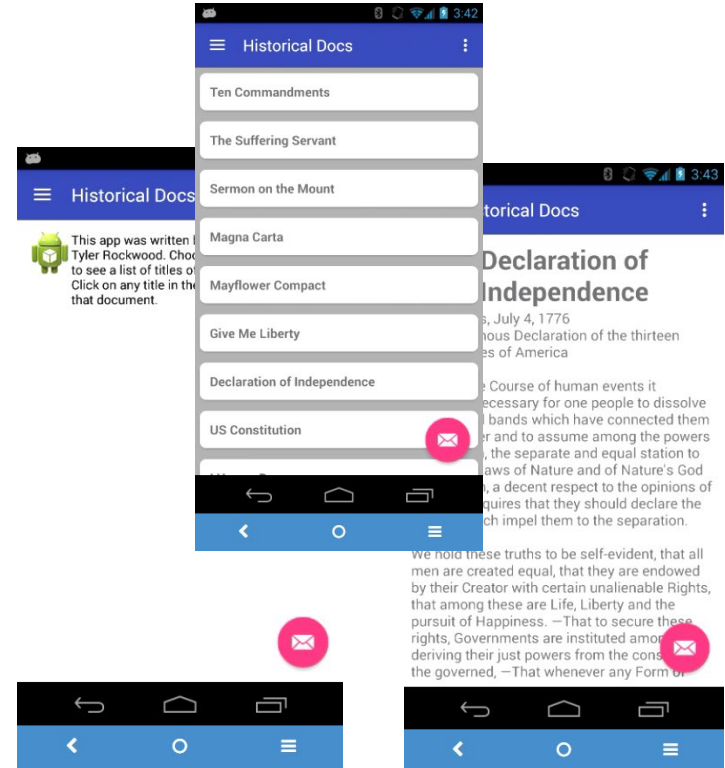 3:42
Historical Docs
Ten Commandments
The Suffering Servant
Sermon on the Mount
Magna Carta
Mayflower Compact
Give Me Liberty
Declaration of Independence
US Constitution
Historical Docs
This app was written
Tyler Rockwood.
to see a list of titles of
Click on any title in the
that document.
3:43
torical Docs
Declaration of
Independence
s, July 4, 1776
Declaration of the thirteen
es of America
Course of human events it
ecessary for one people to dissolve
bands which have connected them
er and to assume among the powers
, the separate and equal station to
aws of Nature and of Nature's God
, a decent respect to the opinions of
quires that they should declare the
ch impel them to the separation.
We hold these truths to be self-evident, that all
men are created equal, that they are endowed
by their Creator with certain unalienable Rights,
that among these are Life, Liberty and the
pursuit of Happiness. —That to secure these
rights, Governments are instituted amon
deriving their just powers from the cons
the governed, —That whenever any Form of